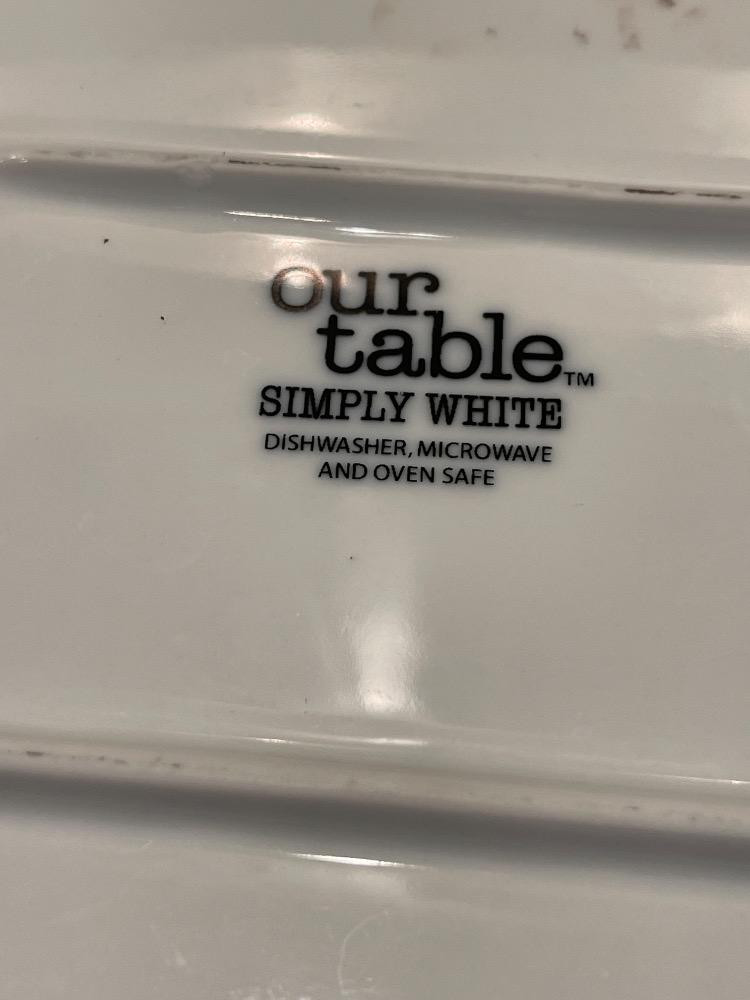 our
table™
SIMPLY WHITE
DISHWASHER, MICROWAVE
AND OVEN SAFE